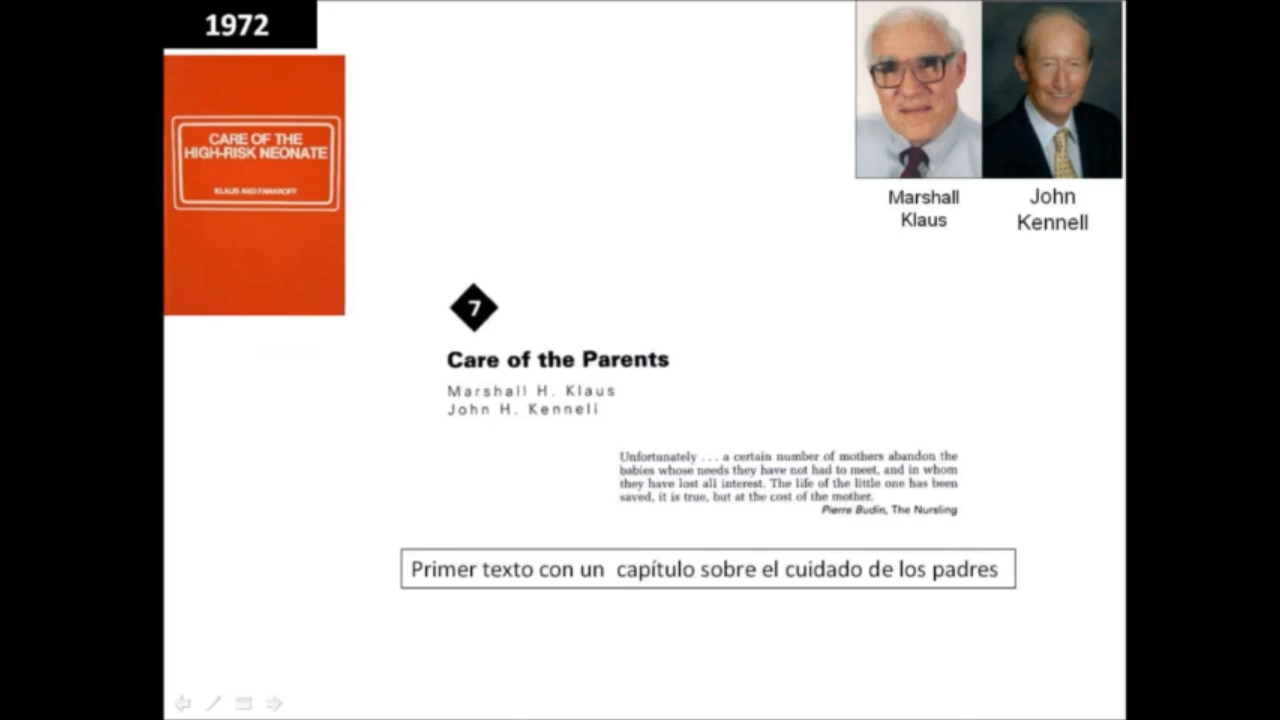 1972
CARE OF THE
HIGH-RISK NEONATE
KLAUS AND FANAROFF
Marshall
Klaus
John
Kennell
7
Care of the Parents
Marshall H. Klaus
John H. Kennell
Unfortunately . . . a certain number of mothers abandon the
babies whose needs they have not had to meet, and in whom
they have lost all interest. The life of the little one has been
saved, it is true, but at the cost of the mother.
Pierre Budin, The Nursling
Primer texto con un capítulo sobre el cuidado de los padres